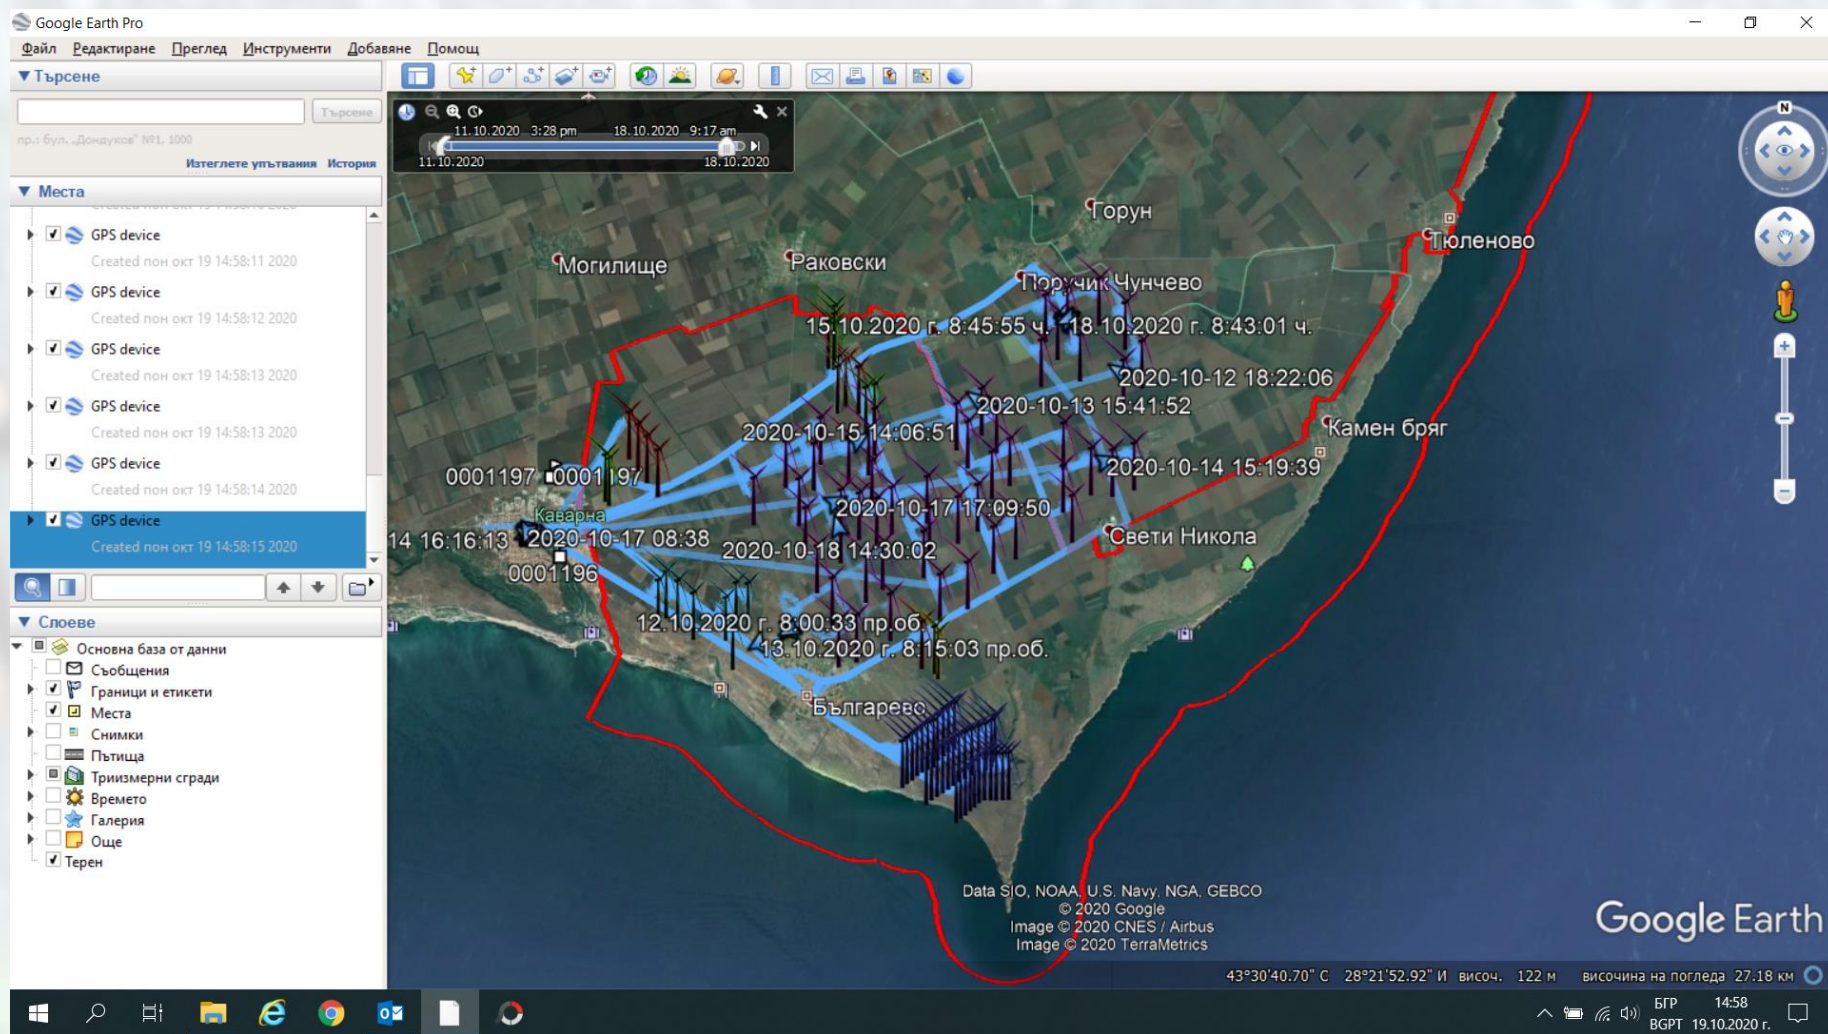 Google Earth Pro
Файл Редактиране Преглед Инструменти Добавяне Помощ
Търсене
Търсене
пр.: бул. „Дондуков" №1, 1000
Изтеглете упътвания История
Места
GPS device
Created пон окт 19 14:58:11 2020
GPS device
Created пон окт 19 14:58:12 2020
GPS device
Created пон окт 19 14:58:13 2020
GPS device
Created пон окт 19 14:58:13 2020
GPS device
Created пон окт 19 14:58:14 2020
GPS device
Created пон окт 19 14:58:15 2020
Слоеве
Основна база от данни
Съобщения
Граници и етикети
Места
Снимки
Пътища
Триизмерни сгради
Времето
Галерия
Още
Терен
11.10.2020 3:28 pm 18.10.2020 9:17 am
11.10.2020 18.10.2020
N
Горун
Тюленово
Могилище
Раковски
Поручик Чунчево
15.10.2020 г. 8:45:55 ч. 18.10.2020 г. 8:43:01 ч.
2020-10-12 18:22:06
2020-10-13 15:41:52
2020-10-15 14:06:51
Камен бряг
2020-10-14 15:19:39
0001197 0001197
2020-10-17 17:09:50
Каварна
14 16:16:13 2020-10-17 08:38
Свети Никола
2020-10-18 14:30:02
0001196
12.10.2020 г. 8:00:33 пр.об.
13.10.2020 г. 8:15:03 пр.об.
Българево
Data SIO, NOAA, U.S. Navy, NGA, GEBCO
© 2020 Google
Image © 2020 CNES / Airbus
Image © 2020 TerraMetrics
Google Earth
43°30'40.70" С 28°21'52.92" И височ. 122 м височина на погледа 27.18 км
БГР 14:58
BGPT 19.10.2020 г.